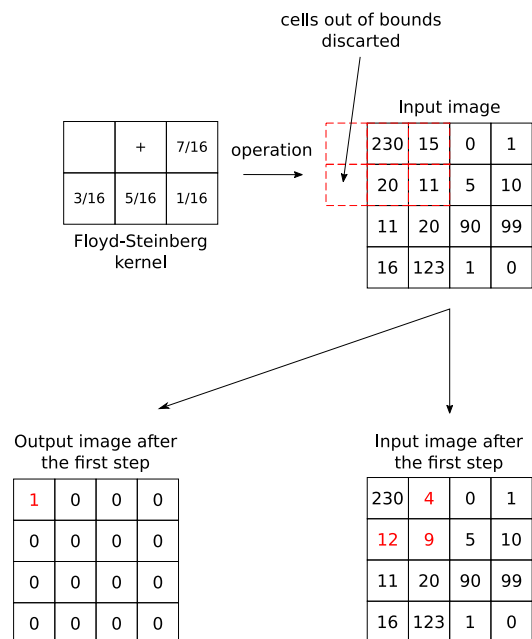 cells out of bounds
discarted
Input image
+ 7/16
3/16 5/16 1/16
Floyd-Steinberg
kernel
operation
230 15 0 1
20 11 5 10
11 20 90 99
16 123 1 0
Output image after
the first step
1 0 0 0
0 0 0 0
0 0 0 0
0 0 0 0
Input image after
the first step
230 4 0 1
12 9 5 10
11 20 90 99
16 123 1 0